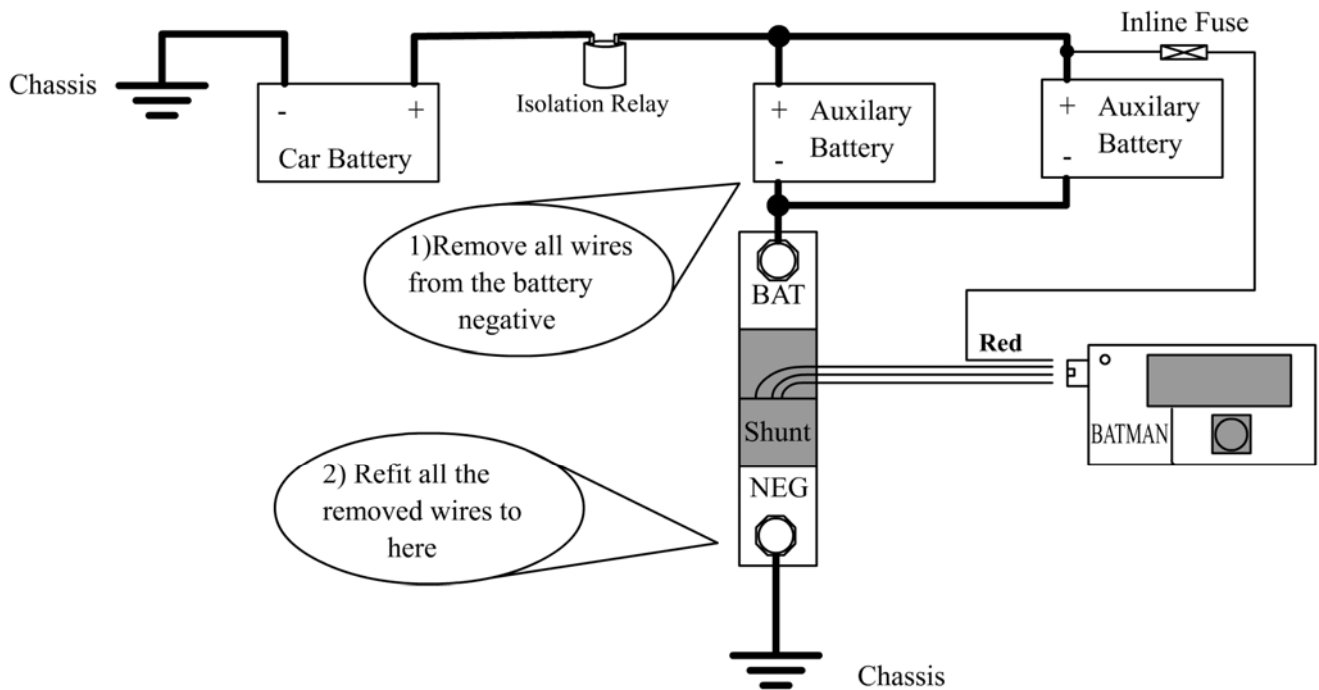 Inline Fuse
Chassis
Isolation Relay
- +
Car Battery
+ Auxilary
Battery
-
+ Auxilary
Battery
-
1)Remove all wires
from the battery
negative
BAT
Red
Shunt
BATMAN
2) Refit all the
removed wires to
here
NEG
Chassis